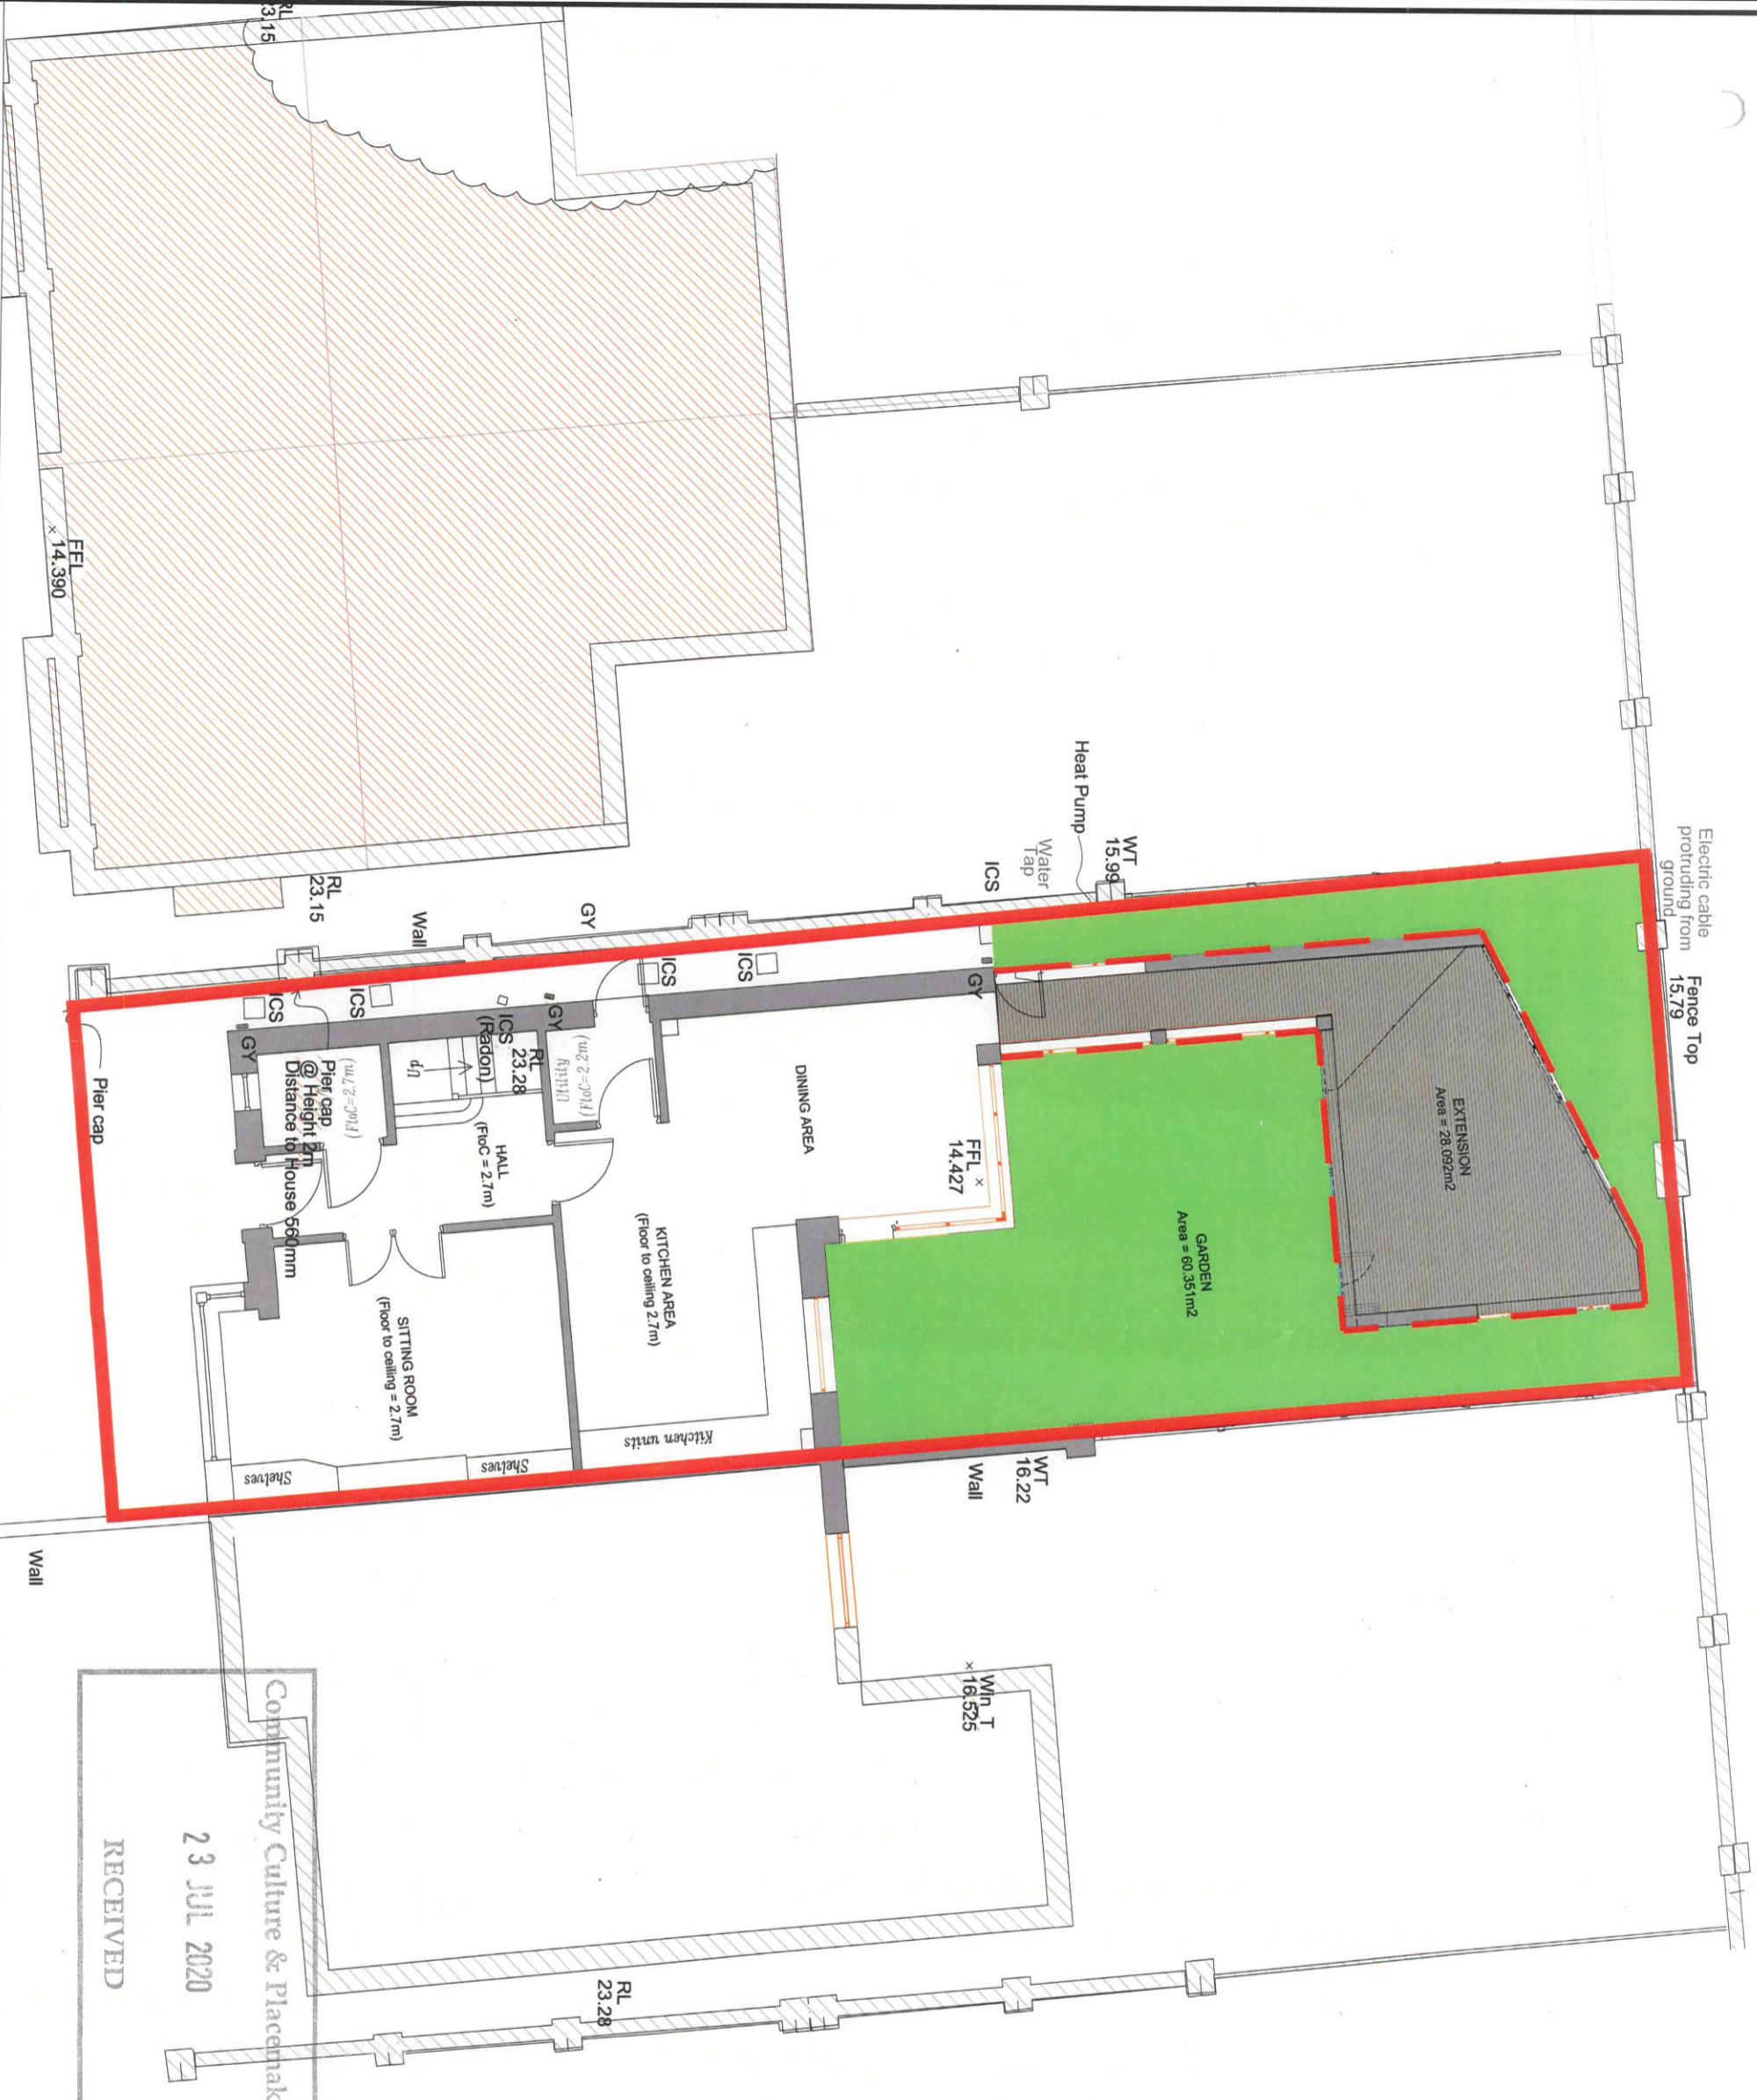 RL
23.15
FFL
× 14.390
RL
23.15
Wall
GY
ICS
Water
Tap
Heat Pump
WT
15.99
Electric cable
protruding from
ground
Fence Top
15.79
EXTENSION
Area = 28.092m2
GARDEN
Area = 60.351m2
FFL ×
14.427
GY
DINING AREA
ICS
ICS
GY
ICS
(Radon)
RL
23.28
Utility
(FtoC=2.2m)
Up
HALL
(FtoC = 2.7m)
ICS
ICS
GY
(FtoC=2.7m)
Pier cap
@ Height 2m
Distance to House 560mm
Pier cap
KITCHEN AREA
(Floor to ceiling 2.7m)
SITTING ROOM
(Floor to ceiling = 2.7m)
Kitchen units
Shelves
Shelves
WT
16.22
Wall
Wall
Win_T
× 16.525
RL
23.28
Community Culture & Placemak
23 JUL 2020
RECEIVED